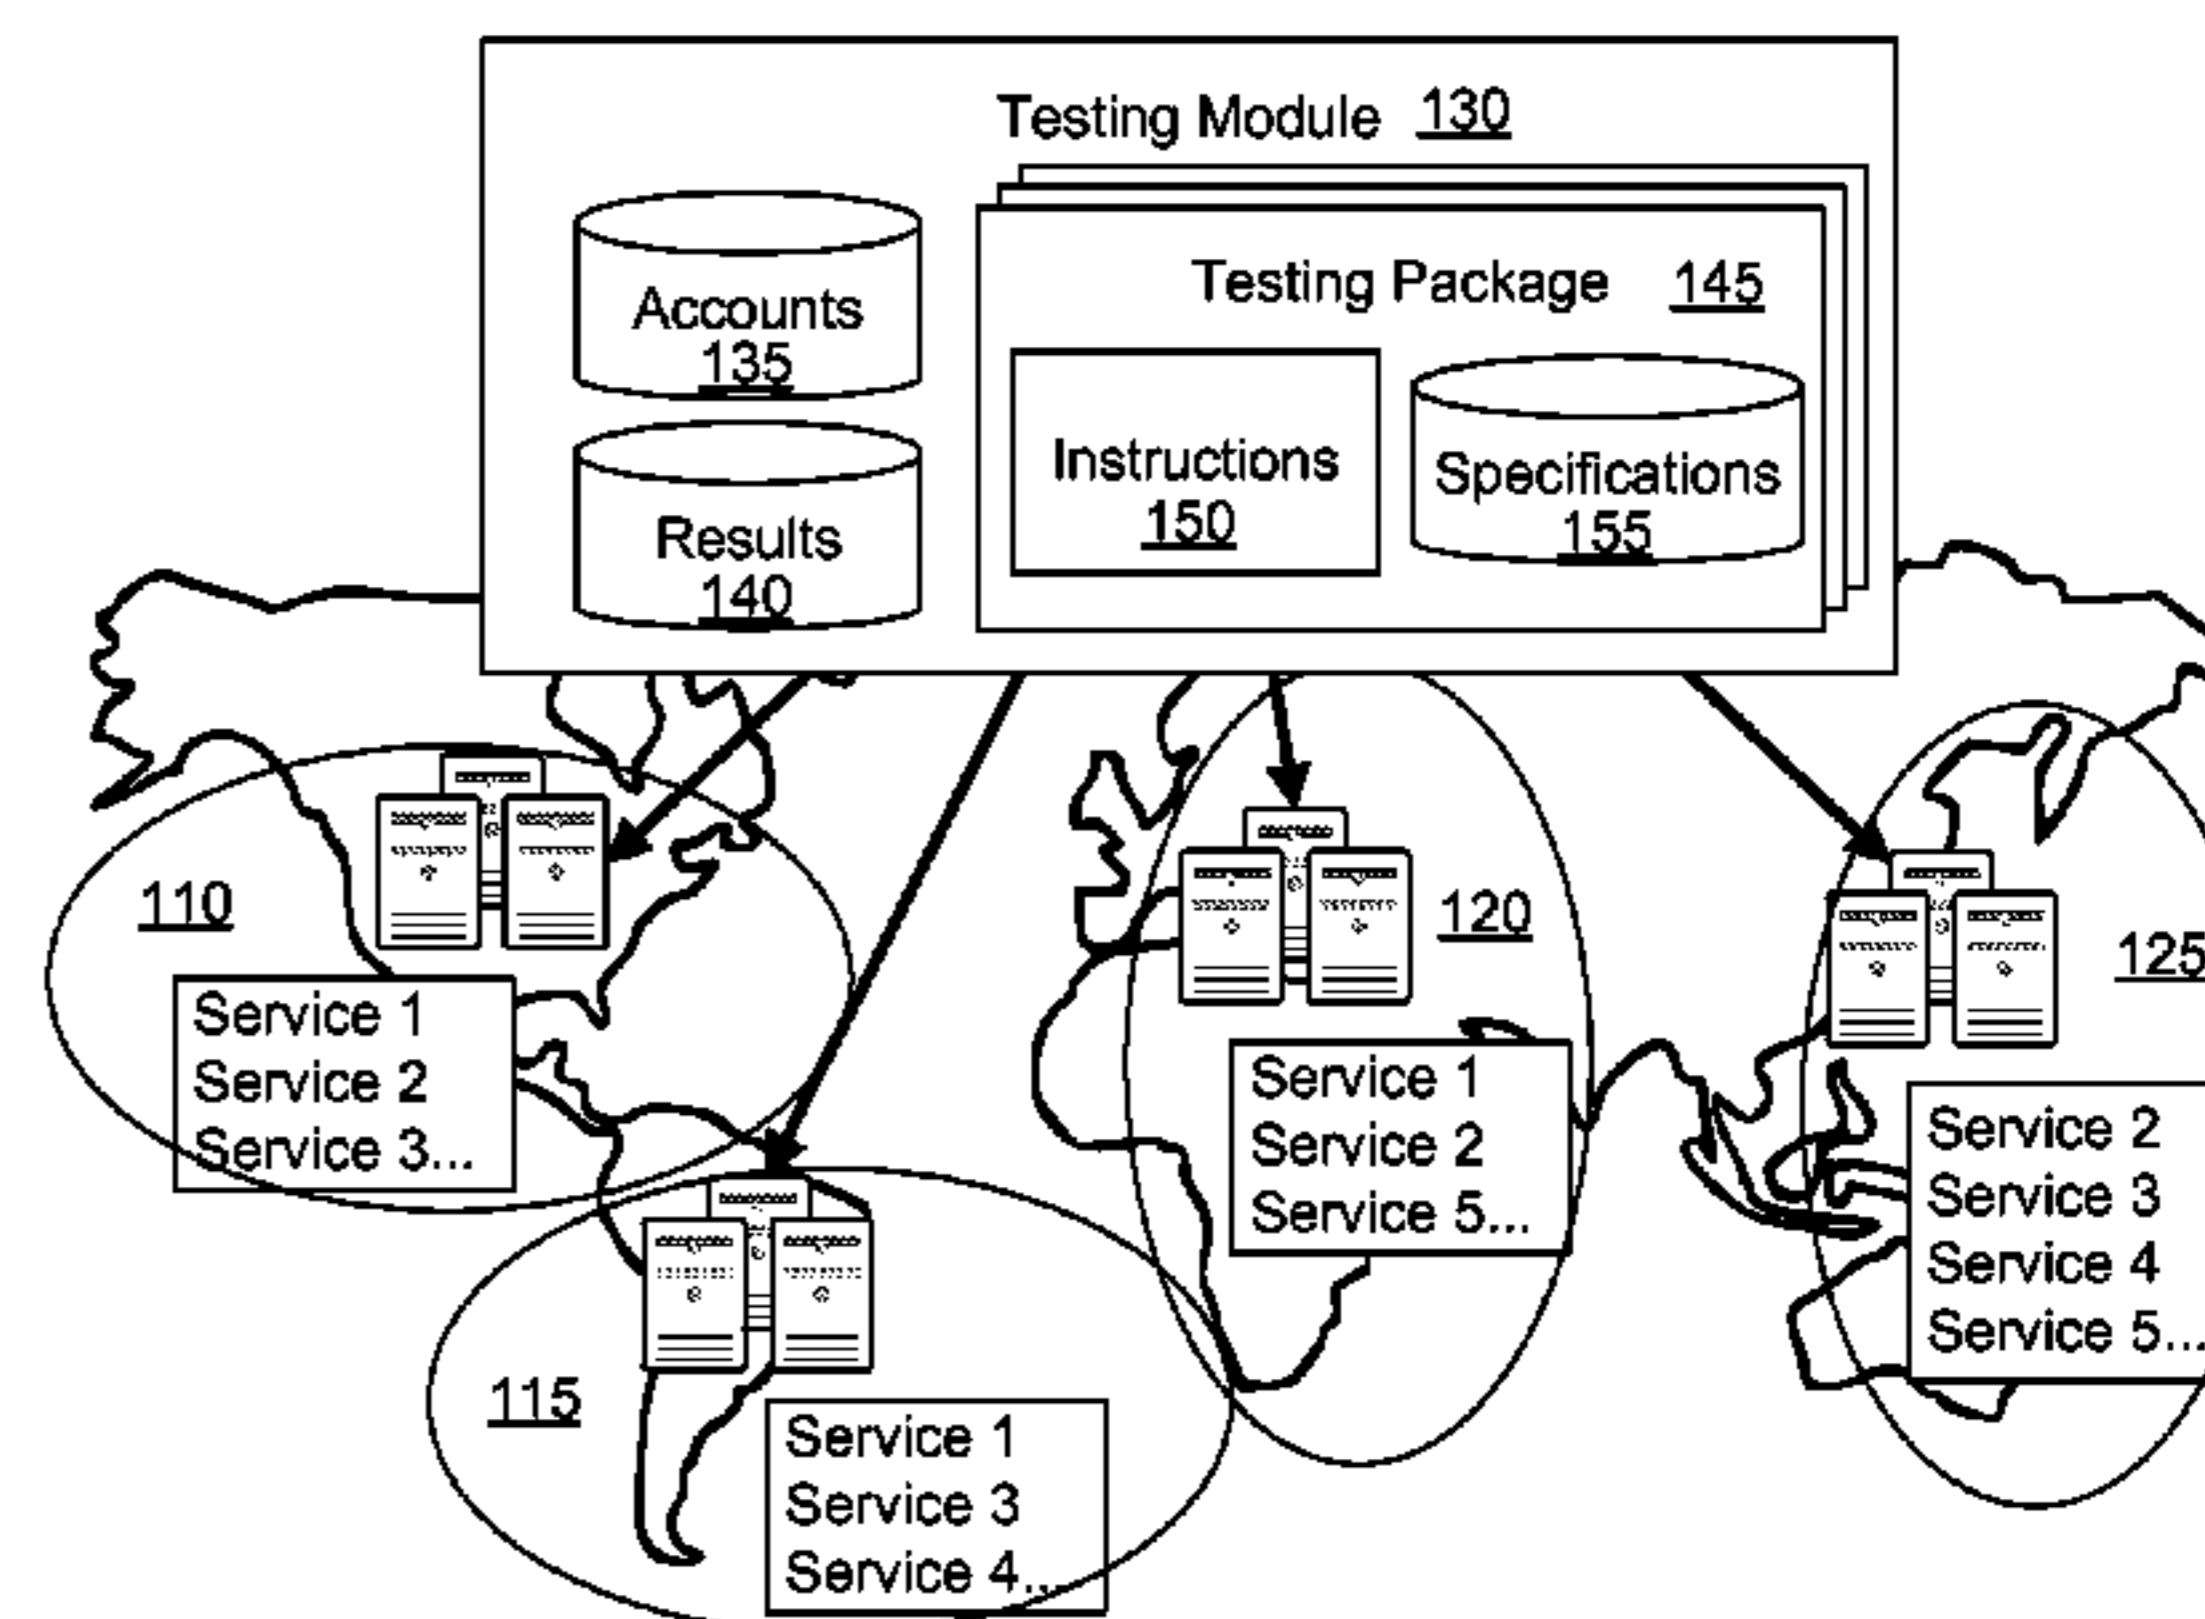 Testing Module 130
Accounts
135
Results
140
Testing Package 145
Instructions
150
Specifications
155
110
Service 1
Service 2
Service 3...
115
Service 1
Service 3
Service 4...
120
Service 1
Service 2
Service 5...
125
Service 2
Service 3
Service 4
Service 5...